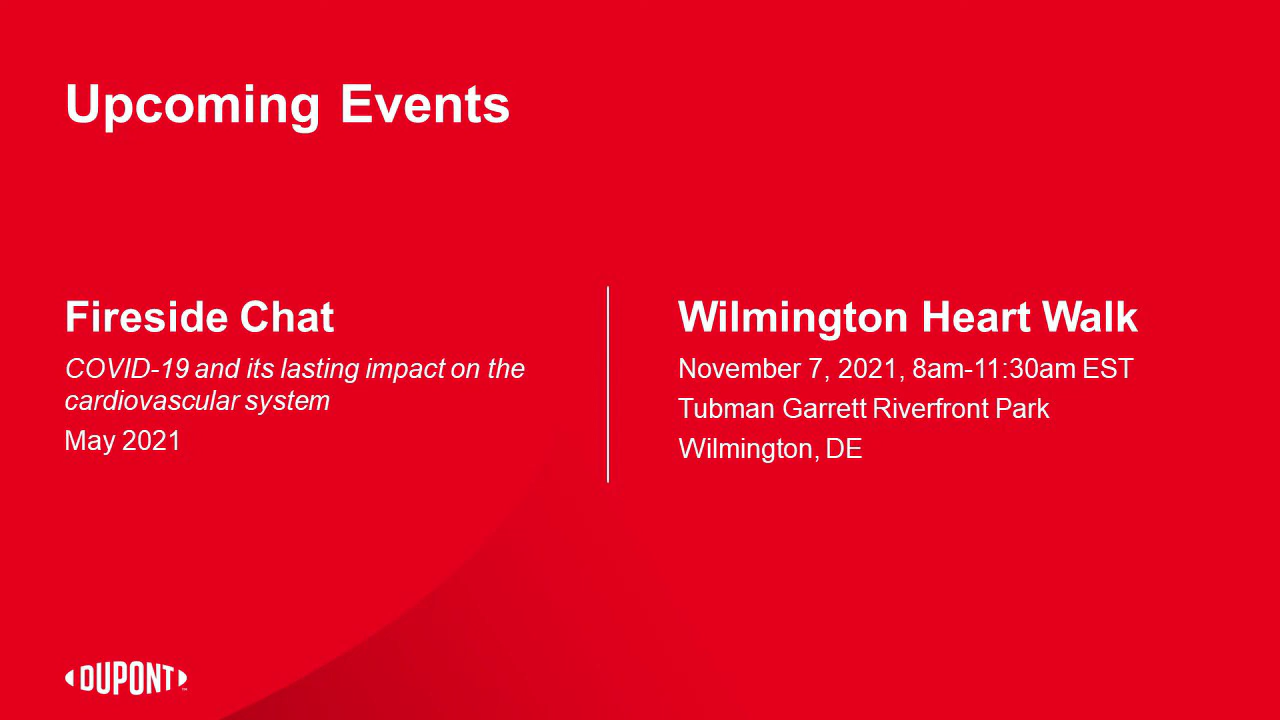 Upcoming Events
Fireside Chat
COVID-19 and its lasting impact on the
cardiovascular system
May 2021
Wilmington Heart Walk
November 7, 2021, 8am-11:30am EST
Tubman Garrett Riverfront Park
Wilmington, DE
DUPONT™